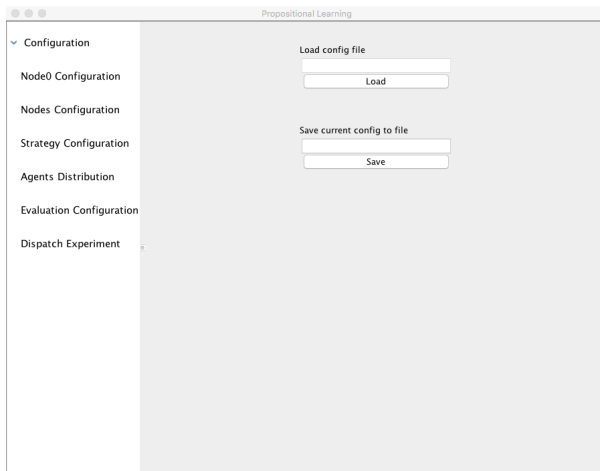 Propositional Learning
Configuration
Node0 Configuration
Nodes Configuration
Strategy Configuration
Agents Distribution
Evaluation Configuration
Dispatch Experiment
Load config file
Load
Save current config to file
Save